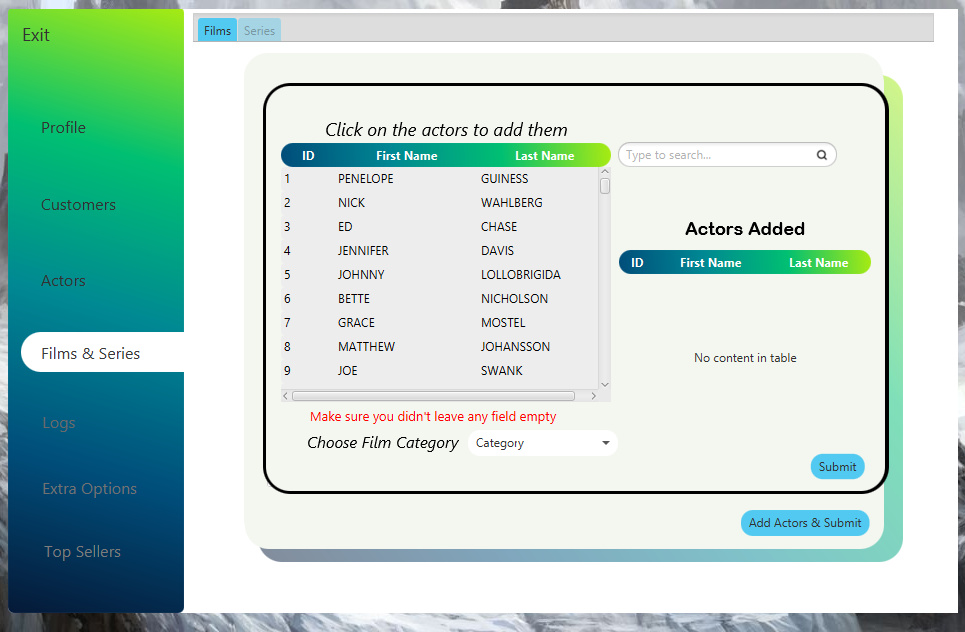 Exit
Profile
Customers
Actors
Films & Series
Logs
Extra Options
Top Sellers
Films Series
Click on the actors to add them
ID First Name Last Name
1 PENELOPE GUINESS
2 NICK WAHLBERG
3 ED CHASE
4 JENNIFER DAVIS
5 JOHNNY LOLLOBRIGIDA
6 BETTE NICHOLSON
7 GRACE MOSTEL
8 MATTHEW JOHANSSON
9 JOE SWANK
Make sure you didn't leave any field empty
Choose Film Category Category
Type to search...
Actors Added
ID First Name Last Name
No content in table
Submit
Add Actors & Submit